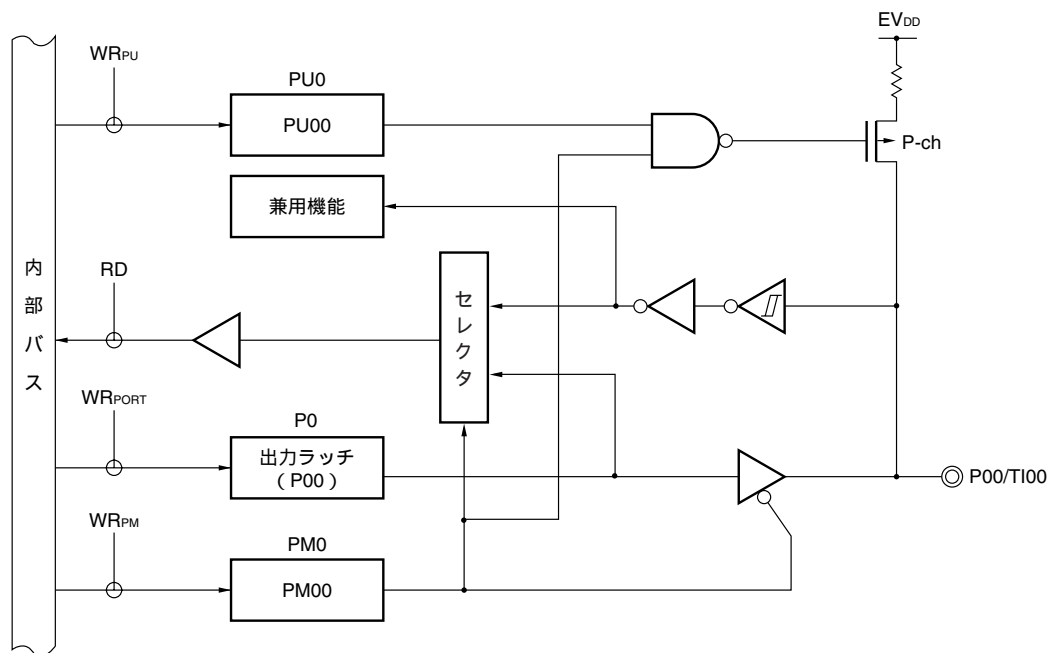 EVDD
WRPU
PU0
PU00
P-ch
兼用機能
内部バス
RD
セレクタ
WRPORT
P0
出力ラッチ
(P00)
P00/TI00
WRPM
PM0
PM00